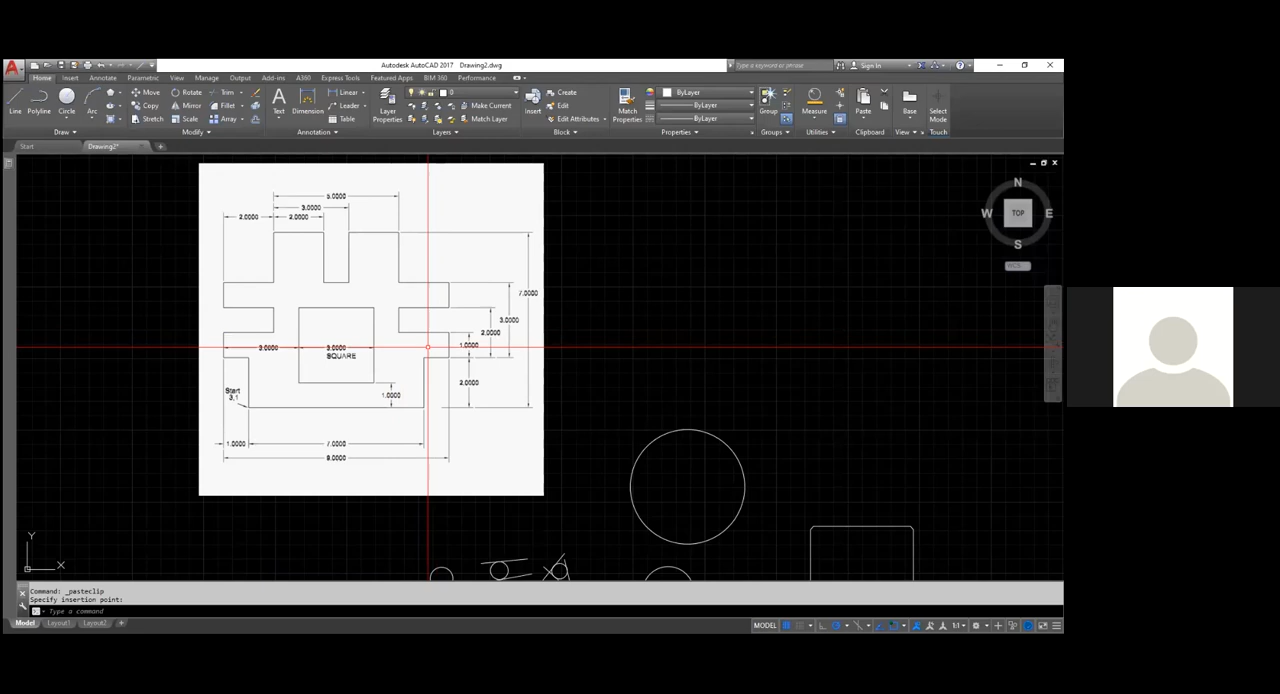 Autodesk AutoCAD 2017 Drawing2.dwg
Type a keyword or phrase
Sign In
Home Insert Annotate Parametric View Manage Output Add-ins A360 Express Tools Featured Apps BIM 360 Performance
Line Polyline Circle Arc
Move Rotate Trim
Copy Mirror Fillet
Stretch Scale Array
Text Dimension
Linear
Leader
Table
Layer Properties
0
Make Current
Match Layer
Insert
Create
Edit
Edit Attributes
Match Properties
ByLayer
ByLayer
ByLayer
Group
Measure
Paste
Base
Select Mode
Draw Modify Annotation Layers Block Properties Groups Utilities Clipboard View Touch
Start Drawing2*
N
W TOP E
S
WCS
5.0000
3.0000
2.0000 2.0000
7.0000
3.0000
2.0000
1.0000
3.0000 3.0000
SQUARE
2.0000
Start
3,1
1.0000
1.0000 7.0000
9.0000
Y
X
Command: _pasteclip
Specify insertion point:
Type a command
Model Layout1 Layout2
MODEL
1:1